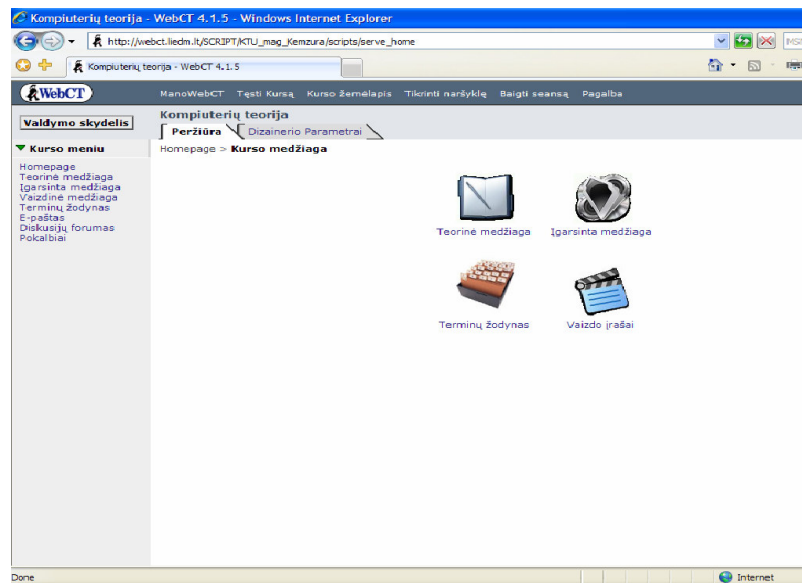 Kompiuterių teorija - WebCT 4.1.5 - Windows Internet Explorer
http://webct.liedm.lt/SCRIPT/KTU_mag_Kemzura/scripts/serve_home
Kompiuterių teorija - WebCT 4.1.5
WebCT
ManoWebCT Tęsti Kursą Kurso žemėlapis Tikrinti naršyklę Baigti seansą Pagalba
Valdymo skydelis
Kompiuterių teorija
Peržiūra Dizainerio Parametrai
Kurso meniu
Homepage > Kurso medžiaga
Homepage
Teorinė medžiaga
Įgarsinta medžiaga
Vaizdinė medžiaga
Terminų žodynas
E-paštas
Diskusijų forumas
Pokalbiai
Teorinė medžiaga Įgarsinta medžiaga
Terminų žodynas Vaizdo įrašai
Done Internet